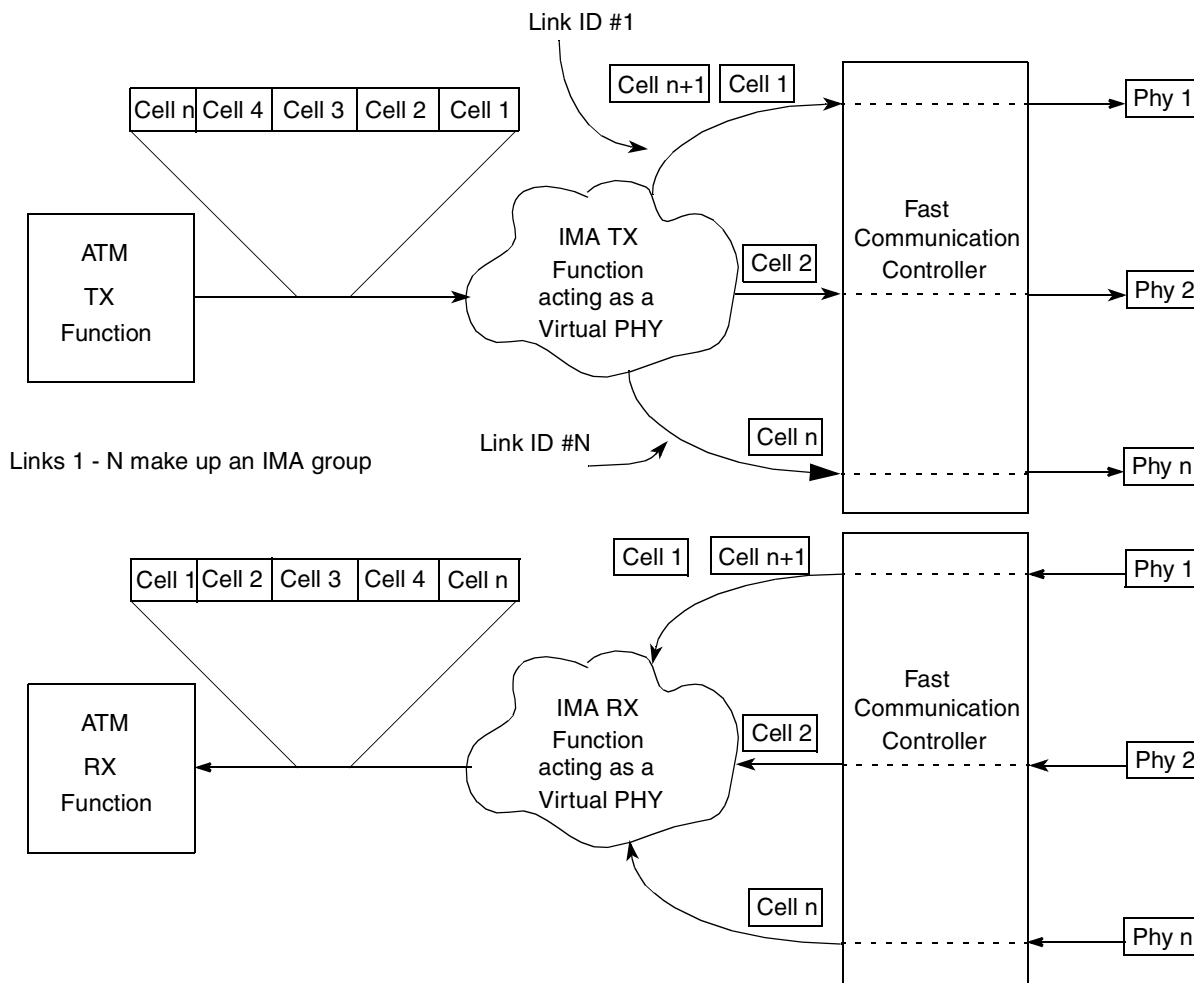 Link ID #1
Cell n+1 Cell 1
Phy 1
Cell n Cell 4 Cell 3 Cell 2 Cell 1
ATM
TX
Function
IMA TX
Function
acting as a
Virtual PHY
Cell 2
Fast
Communication
Controller
Phy 2
Link ID #N
Cell n
Phy n
Links 1 - N make up an IMA group
Cell 1 Cell 2 Cell 3 Cell 4 Cell n
Cell 1 Cell n+1
Phy 1
ATM
RX
Function
IMA RX
Function
acting as a
Virtual PHY
Cell 2
Fast
Communication
Controller
Phy 2
Cell n
Phy n